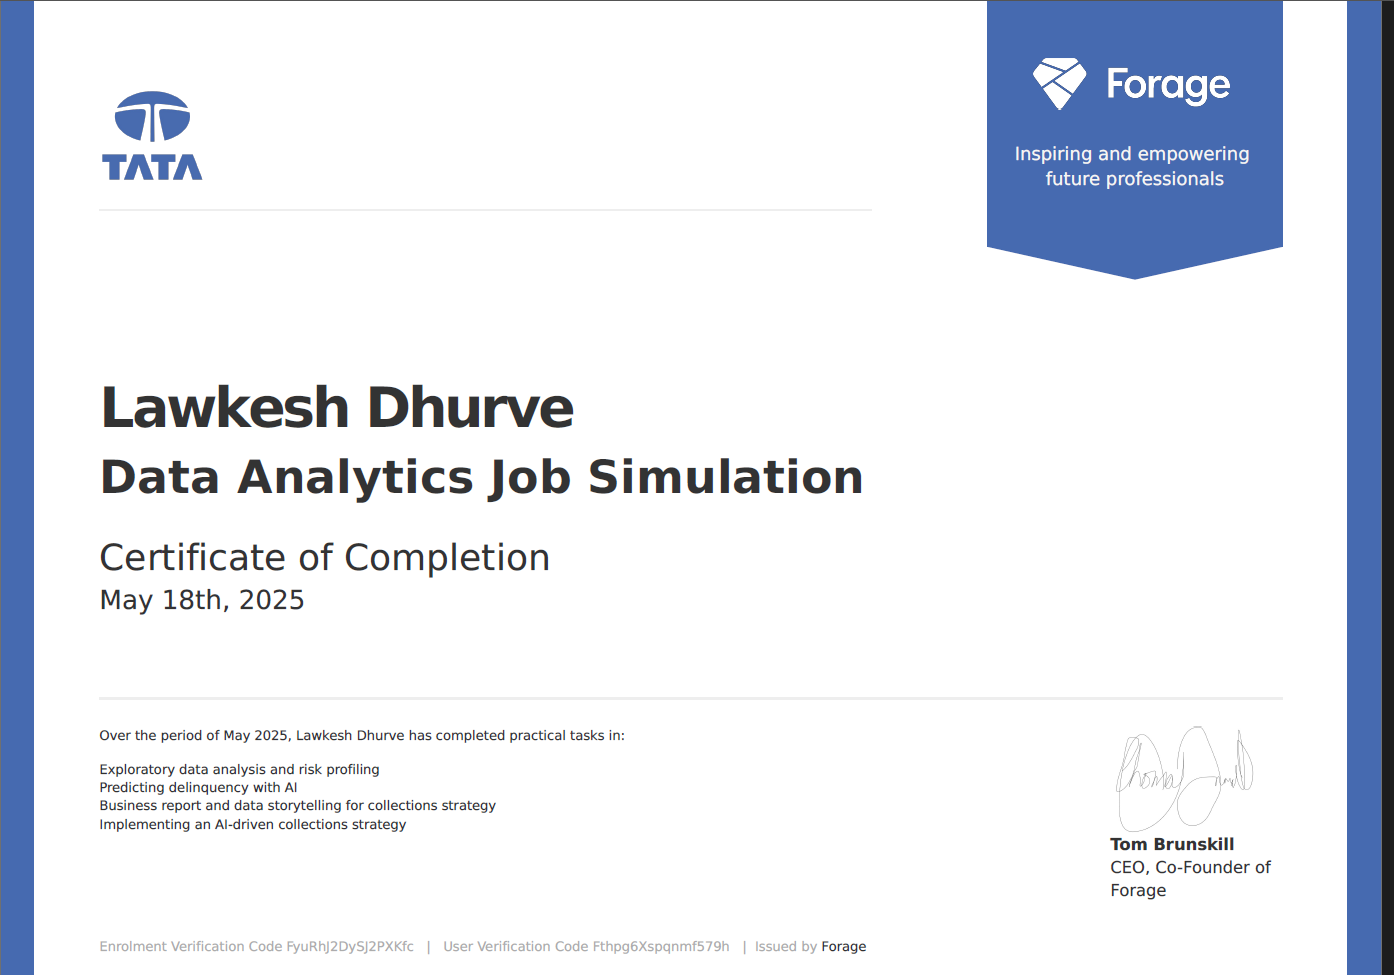 TATA
Forage
Inspiring and empowering
future professionals
Lawkesh Dhurve
Data Analytics Job Simulation
Certificate of Completion
May 18th, 2025
Over the period of May 2025, Lawkesh Dhurve has completed practical tasks in:
Exploratory data analysis and risk profiling
Predicting delinquency with AI
Business report and data storytelling for collections strategy
Implementing an AI-driven collections strategy
Tom Brunskill
CEO, Co-Founder of
Forage
Enrolment Verification Code FyuRhJ2DySJ2PXKfc | User Verification Code Fthpg6Xspqnmf579h | Issued by Forage